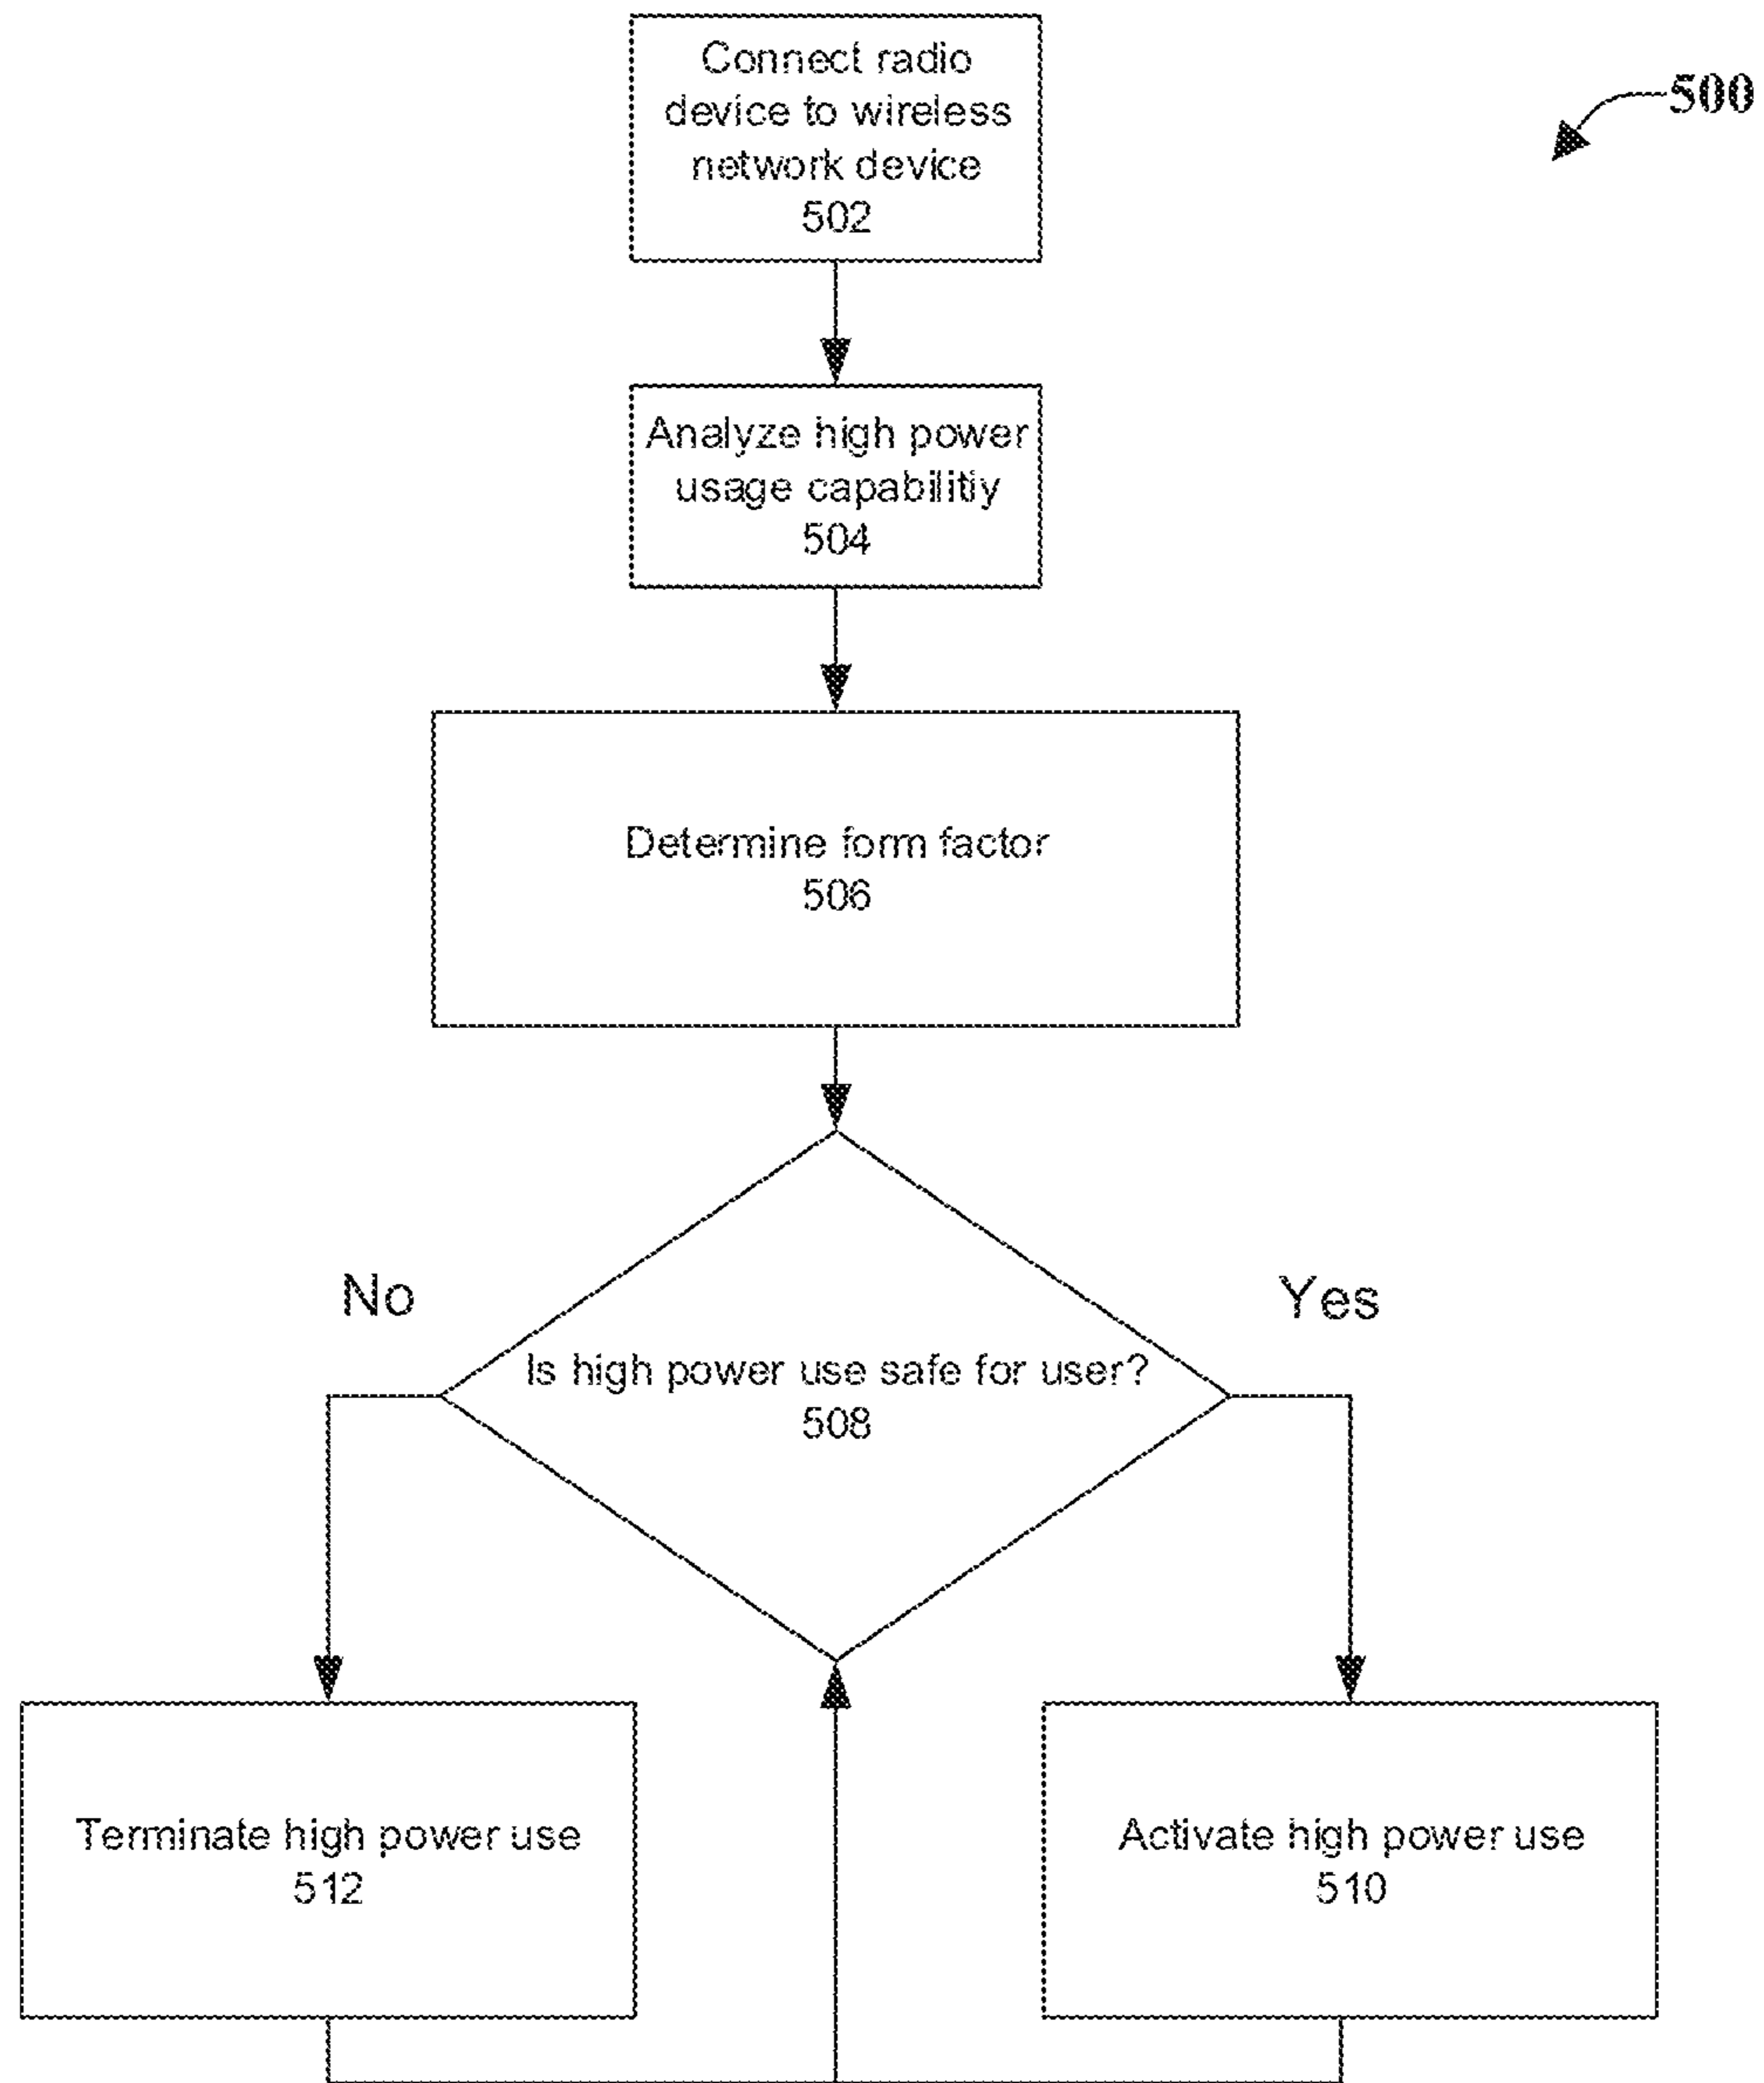 Connect radio
device to wireless
network device
502
500
Analyze high power
usage capabilitiy
504
Determine form factor
506
No
Yes
Is high power use safe for user?
508
Terminate high power use
512
Activate high power use
510